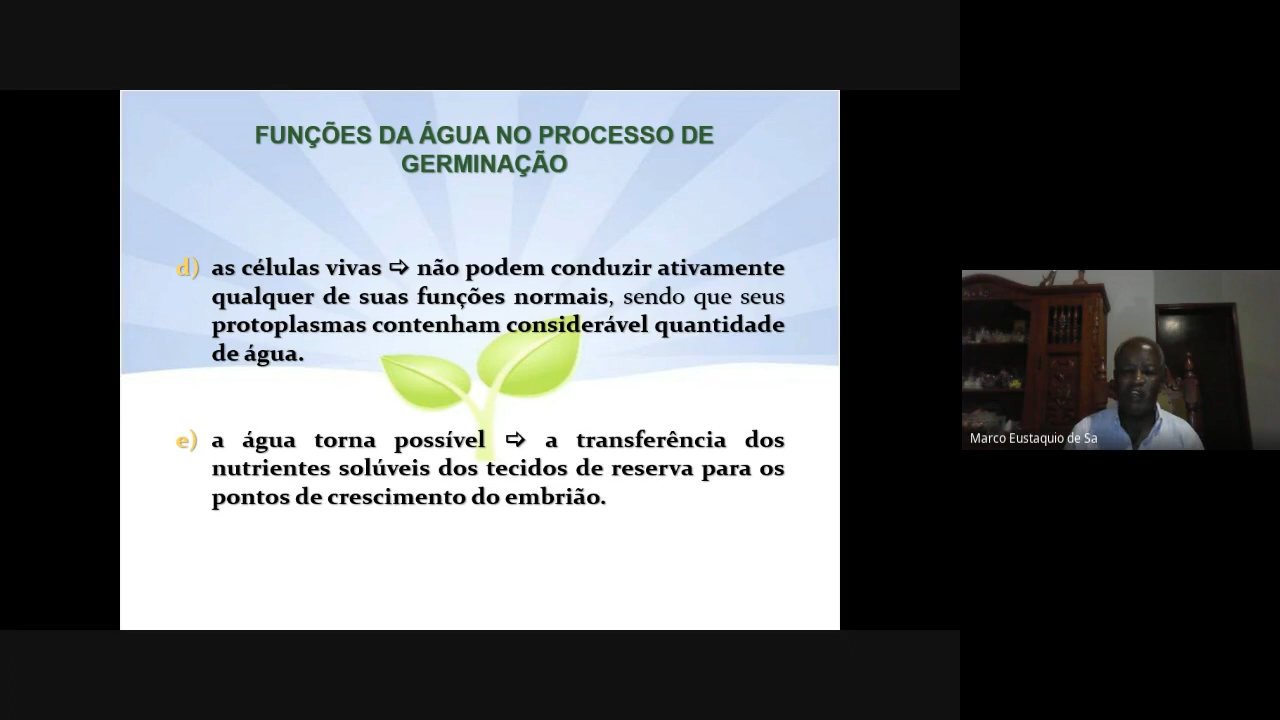 FUNÇÕES DA ÁGUA NO PROCESSO DE
GERMINAÇÃO
d) as células vivas ⇨ não podem conduzir ativamente
qualquer de suas funções normais, sendo que seus
protoplasmas contenham considerável quantidade
de água.
e) a água torna possível ⇨ a transferência dos
nutrientes solúveis dos tecidos de reserva para os
pontos de crescimento do embrião.
Marco Eustaquio de Sa